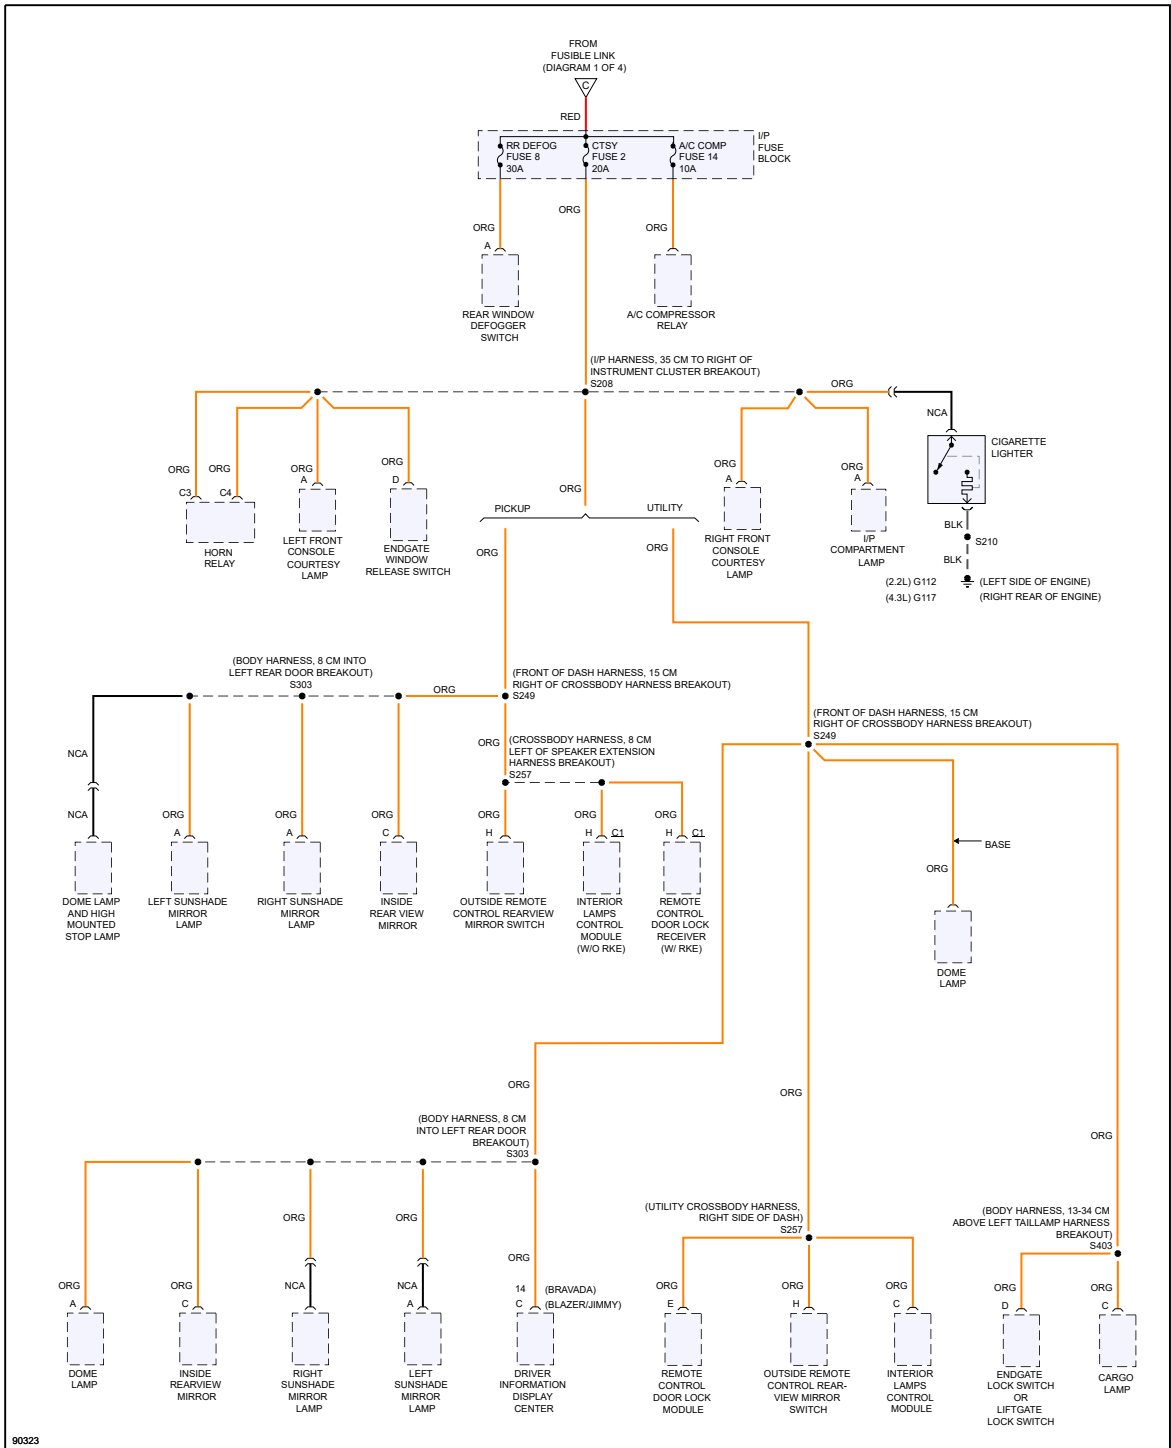 FROM
FUSIBLE LINK
(DIAGRAM 1 OF 4)
C
RED
I/P
FUSE
BLOCK
RR DEFOG
FUSE 8
30A
CTSY
FUSE 2
20A
A/C COMP
FUSE 14
10A
ORG
ORG
ORG
A
REAR WINDOW
DEFOGGER
SWITCH
A/C COMPRESSOR
RELAY
(I/P HARNESS, 35 CM TO RIGHT OF
INSTRUMENT CLUSTER BREAKOUT)
S208
ORG
NCA
CIGARETTE
LIGHTER
BLK
S210
BLK
(2.2L) G112
(LEFT SIDE OF ENGINE)
(4.3L) G117
(RIGHT REAR OF ENGINE)
ORG
C3
ORG
C4
HORN
RELAY
ORG
A
LEFT FRONT
CONSOLE
COURTESY
LAMP
ORG
D
ENDGATE
WINDOW
RELEASE SWITCH
ORG
PICKUP
UTILITY
ORG
A
RIGHT FRONT
CONSOLE
COURTESY
LAMP
ORG
A
I/P
COMPARTMENT
LAMP
ORG
ORG
(BODY HARNESS, 8 CM INTO
LEFT REAR DOOR BREAKOUT)
S303
ORG
(FRONT OF DASH HARNESS, 15 CM
RIGHT OF CROSSBODY HARNESS BREAKOUT)
S249
(FRONT OF DASH HARNESS, 15 CM
RIGHT OF CROSSBODY HARNESS BREAKOUT)
S249
ORG
(CROSSBODY HARNESS, 8 CM
LEFT OF SPEAKER EXTENSION
HARNESS BREAKOUT)
S257
NCA
NCA
DOME LAMP
AND HIGH
MOUNTED
STOP LAMP
ORG
A
LEFT SUNSHADE
MIRROR
LAMP
ORG
A
RIGHT SUNSHADE
MIRROR
LAMP
ORG
C
INSIDE
REAR VIEW
MIRROR
ORG
H
OUTSIDE REMOTE
CONTROL REARVIEW
MIRROR SWITCH
ORG
H C1
INTERIOR
LAMPS
CONTROL
MODULE
(W/O RKE)
ORG
H C1
REMOTE
CONTROL
DOOR LOCK
RECEIVER
(W/ RKE)
BASE
ORG
DOME
LAMP
ORG
ORG
ORG
(BODY HARNESS, 8 CM
INTO LEFT REAR DOOR
BREAKOUT)
S303
(UTILITY CROSSBODY HARNESS,
RIGHT SIDE OF DASH)
S257
(BODY HARNESS, 13-34 CM
ABOVE LEFT TAILLAMP HARNESS
BREAKOUT)
S403
ORG
A
DOME
LAMP
ORG
C
INSIDE
REARVIEW
MIRROR
ORG
NCA
RIGHT
SUNSHADE
MIRROR
LAMP
ORG
NCA
A
LEFT
SUNSHADE
MIRROR
LAMP
ORG
14 (BRAVADA)
C (BLAZER/JIMMY)
DRIVER
INFORMATION
DISPLAY
CENTER
ORG
E
REMOTE
CONTROL
DOOR LOCK
MODULE
ORG
H
OUTSIDE REMOTE
CONTROL REAR-
VIEW MIRROR
SWITCH
ORG
C
INTERIOR
LAMPS
CONTROL
MODULE
ORG
D
ENDGATE
LOCK SWITCH
OR
LIFTGATE
LOCK SWITCH
ORG
C
CARGO
LAMP
90323